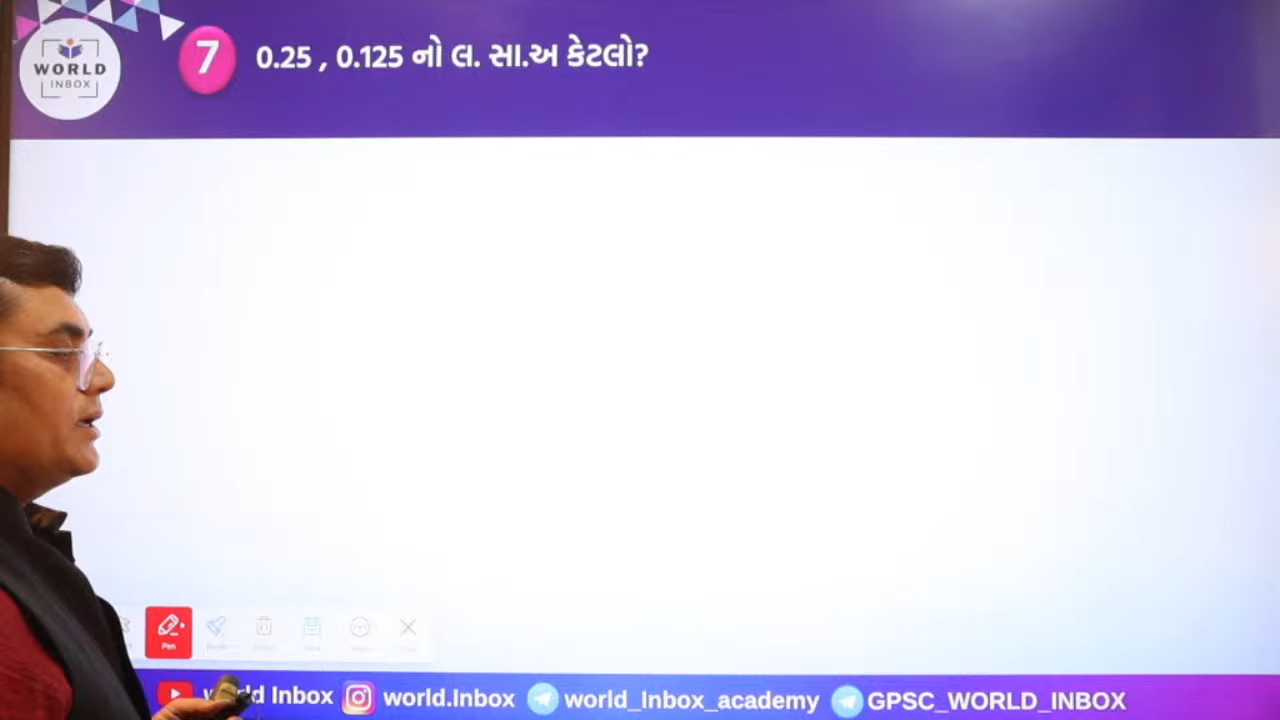 WORLD
INBOX
7
0.25 , 0.125 નો લ. સા.અ કેટલો?
Pen
Inbox
world.Inbox
world_Inbox_academy
GPSC_WORLD_INBOX